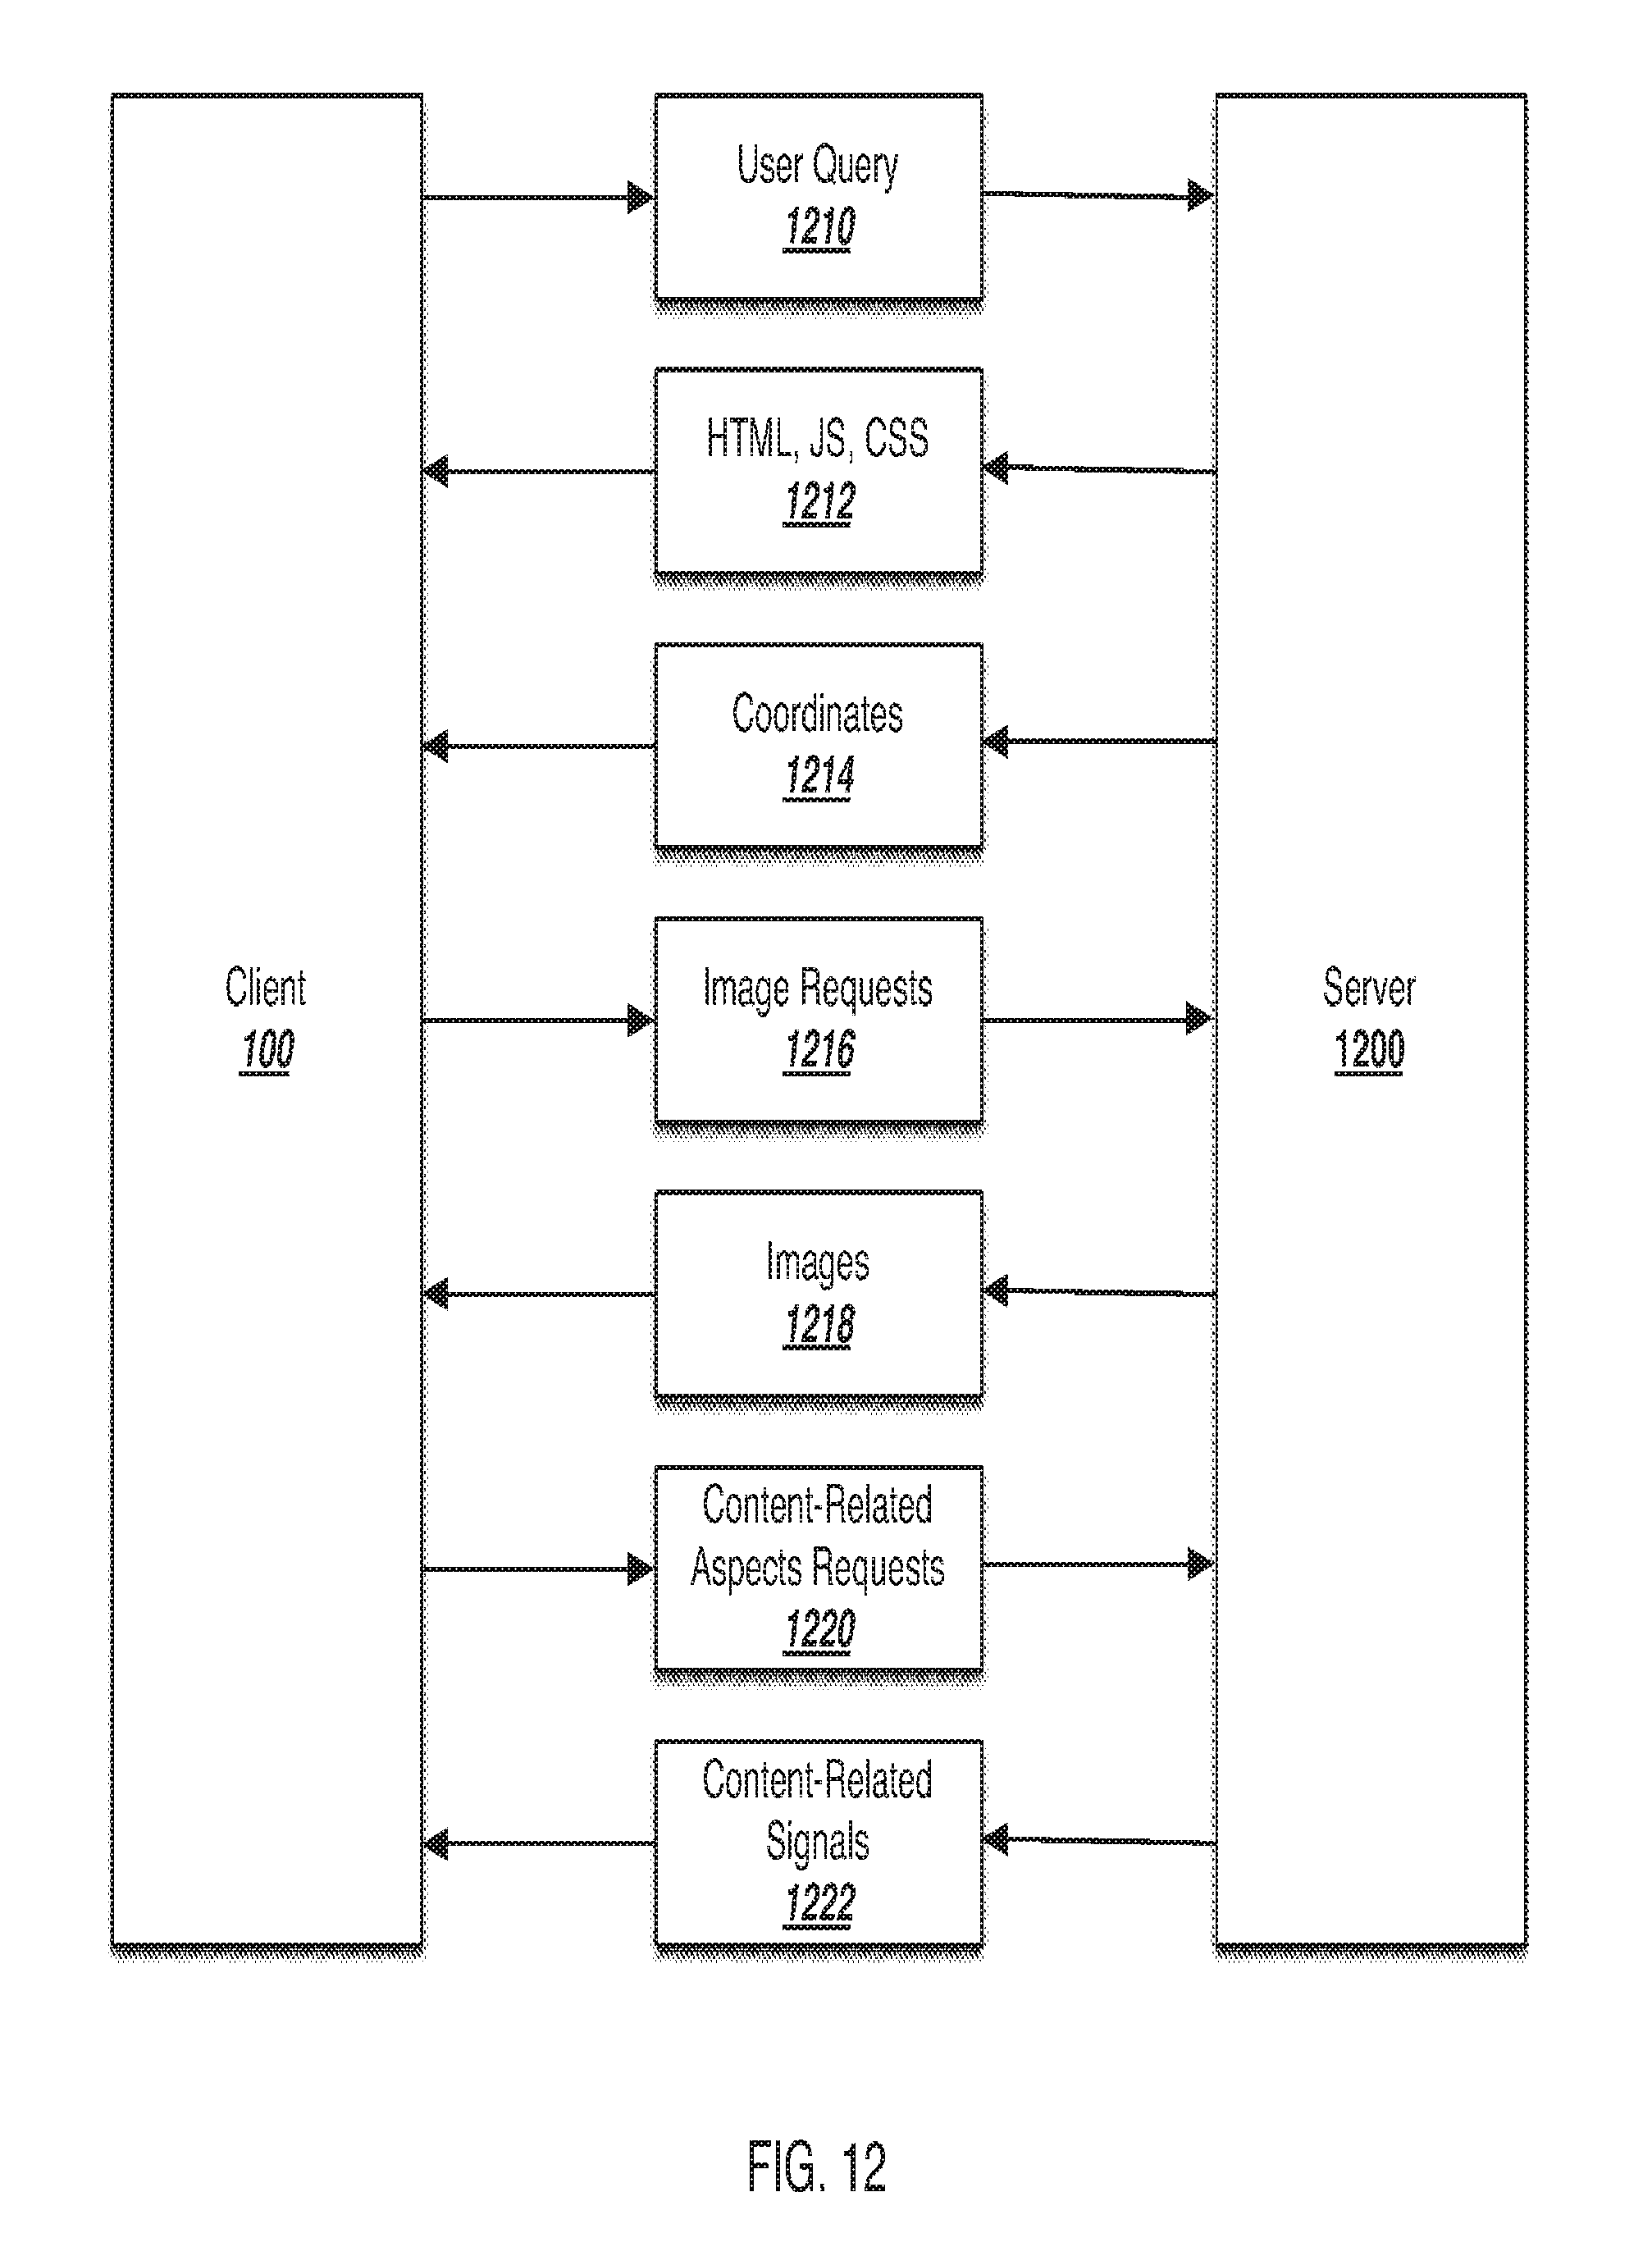 User Query
1210
HTML, JS, CSS
1212
Coordinates
1214
Client
100
Image Requests
1216
Server
1200
Images
1218
Content-Related
Aspects Requests
1220
Content-Related
Signals
1222
FIG. 12